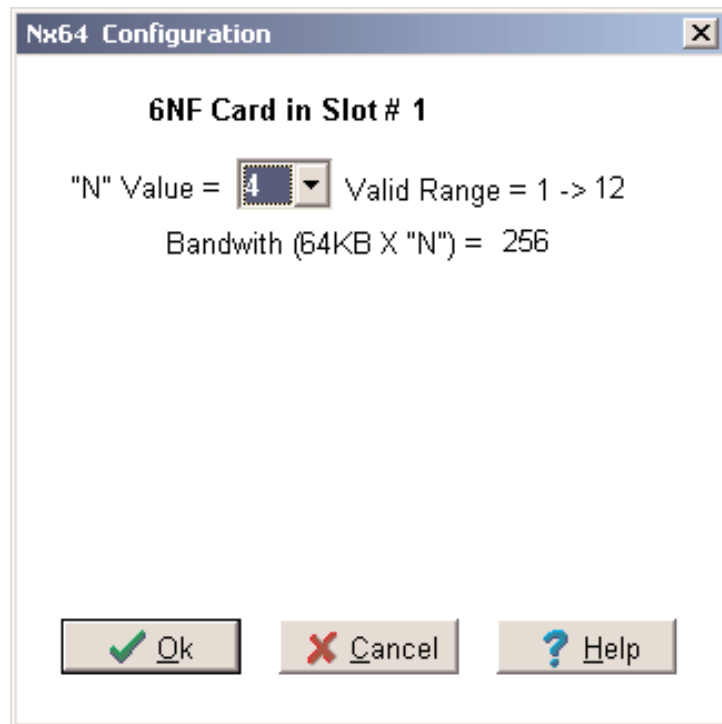 Nx64 Configuration
6NF Card in Slot # 1
"N" Value = 4 Valid Range = 1 -> 12
Bandwith (64KB X "N") = 256
Ok Cancel Help